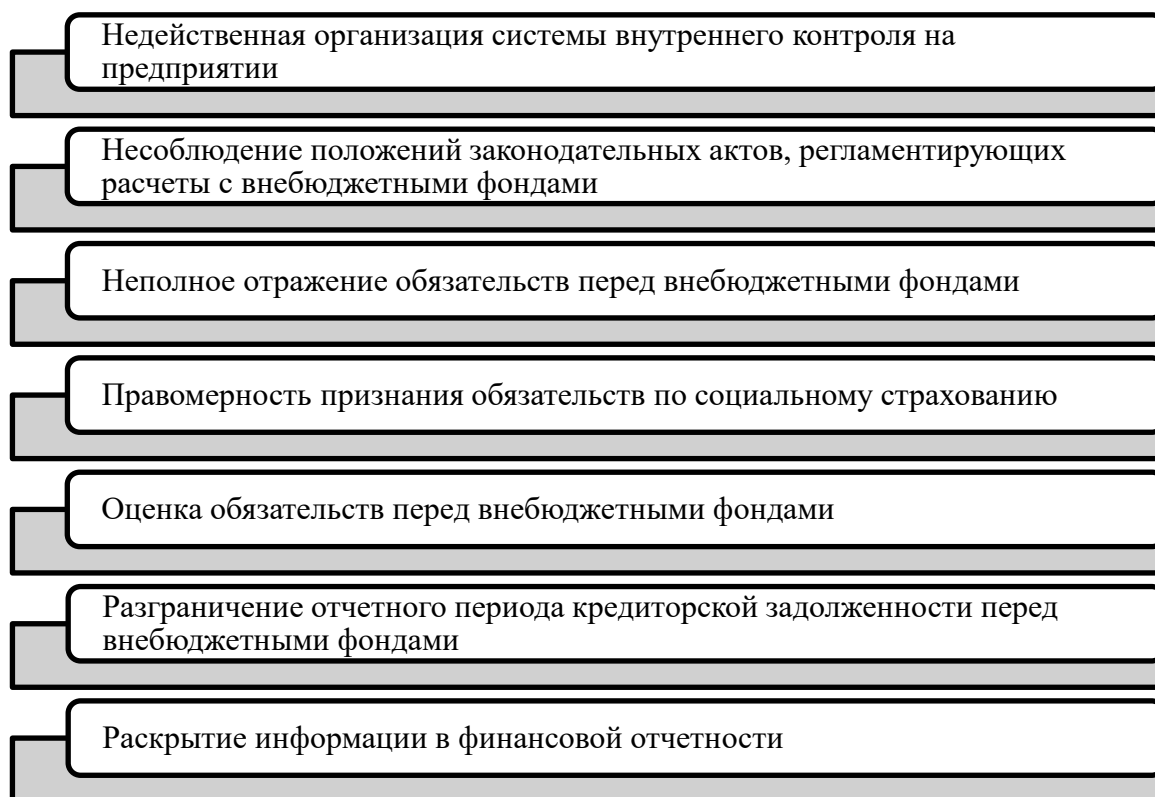 Недейственная организация системы внутреннего контроля на
предприятии
Несоблюдение положений законодательных актов, регламентирующих
расчеты с внебюджетными фондами
Неполное отражение обязательств перед внебюджетными фондами
Правомерность признания обязательств по социальному страхованию
Оценка обязательств перед внебюджетными фондами
Разграничение отчетного периода кредиторской задолженности перед
внебюджетными фондами
Раскрытие информации в финансовой отчетности